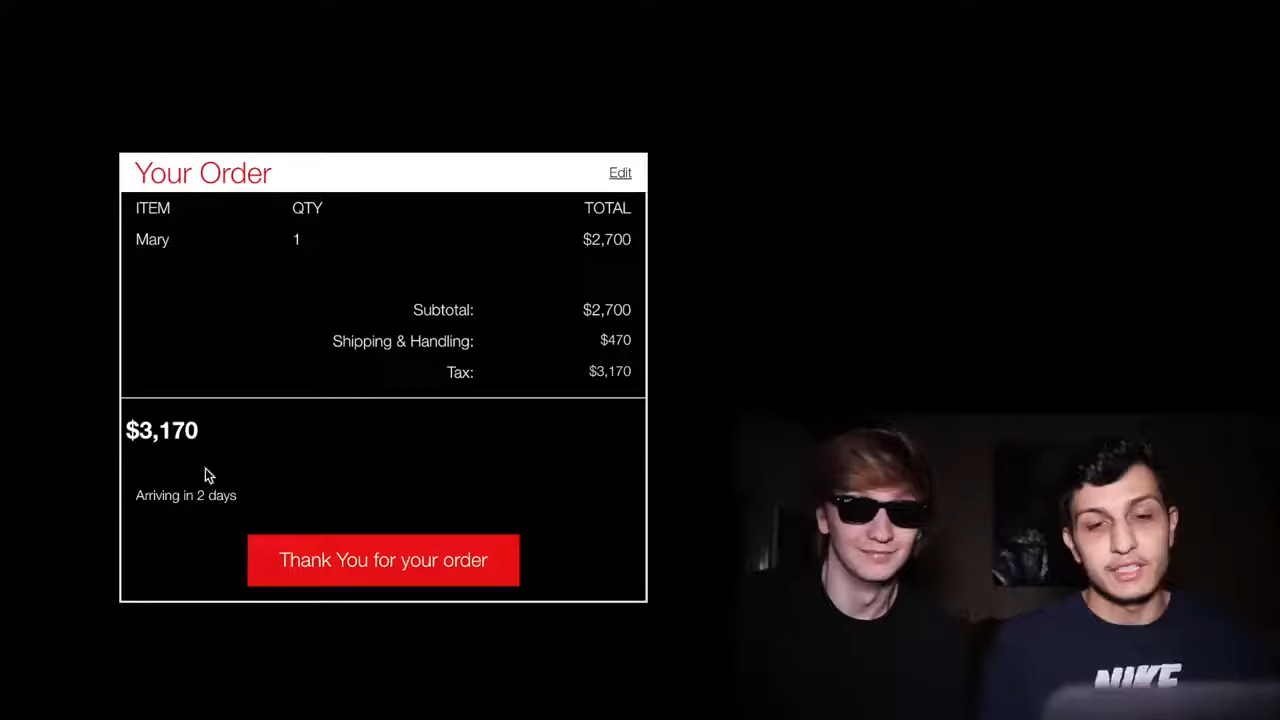 Your Order Edit
ITEM QTY TOTAL
Mary 1 $2,700
Subtotal: $2,700
Shipping & Handling: $470
Tax: $3,170
$3,170
Arriving in 2 days
Thank You for your order
NIKE